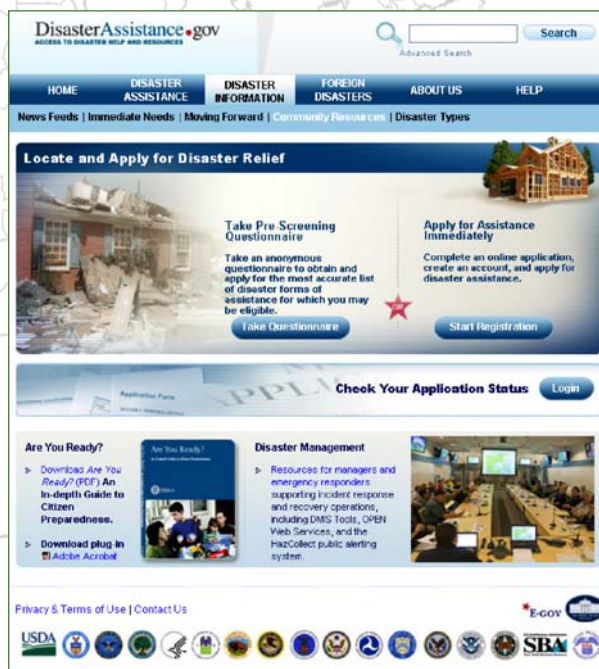 DisasterAssistance.gov
ACCESS TO DISASTER HELP AND RESOURCES
Search
Advanced Search
HOME
DISASTER
ASSISTANCE
DISASTER
INFORMATION
FOREIGN
DISASTERS
ABOUT US
HELP
News Feeds | Immediate Needs | Moving Forward | Community Resources | Disaster Types
Locate and Apply for Disaster Relief
Take Pre-Screening
Questionnaire
Take an anonymous
questionnaire to obtain and
apply for the most accurate list
of disaster forms of
assistance for which you may
be eligible.
Take Questionnaire
OR
Apply for Assistance
Immediately
Complete an online application,
create an account, and apply for
disaster assistance.
Start Registration
Application Form
APPLI
Check Your Application Status
Login
Are You Ready?
Download Are You
Ready? (PDF) An
In-depth Guide to
Citizen
Preparedness.
Download plug-in
Adobe Acrobat
Are You Ready?
FEMA
Disaster Management
Resources for managers and
emergency responders
supporting incident response
and recovery operations,
including DMIS Tools, OPEN
Web Services, and the
HazCollect public alerting
system.
Privacy & Terms of Use | Contact Us
E-GOV
USDA
SBA